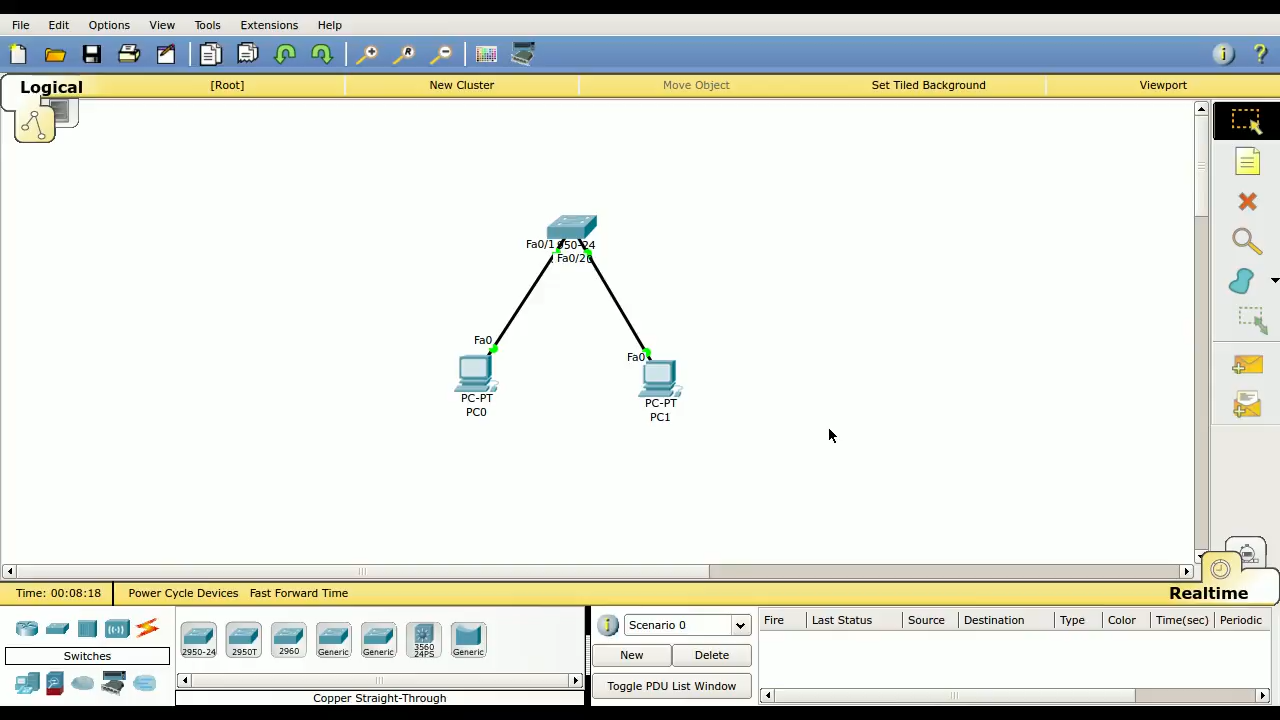 File Edit Options View Tools Extensions Help
R
i ?
Logical [Root] New Cluster Move Object Set Tiled Background Viewport
Fa0/1 950-24
Fa0/2
Fa0
Fa0
PC-PT
PC0
PC-PT
PC1
Time: 00:08:18 Power Cycle Devices Fast Forward Time Realtime
Switches
2950-24 2950T 2960 Generic Generic 3560 24PS Generic
Copper Straight-Through
i Scenario 0
New Delete
Toggle PDU List Window
Fire Last Status Source Destination Type Color Time(sec) Periodic